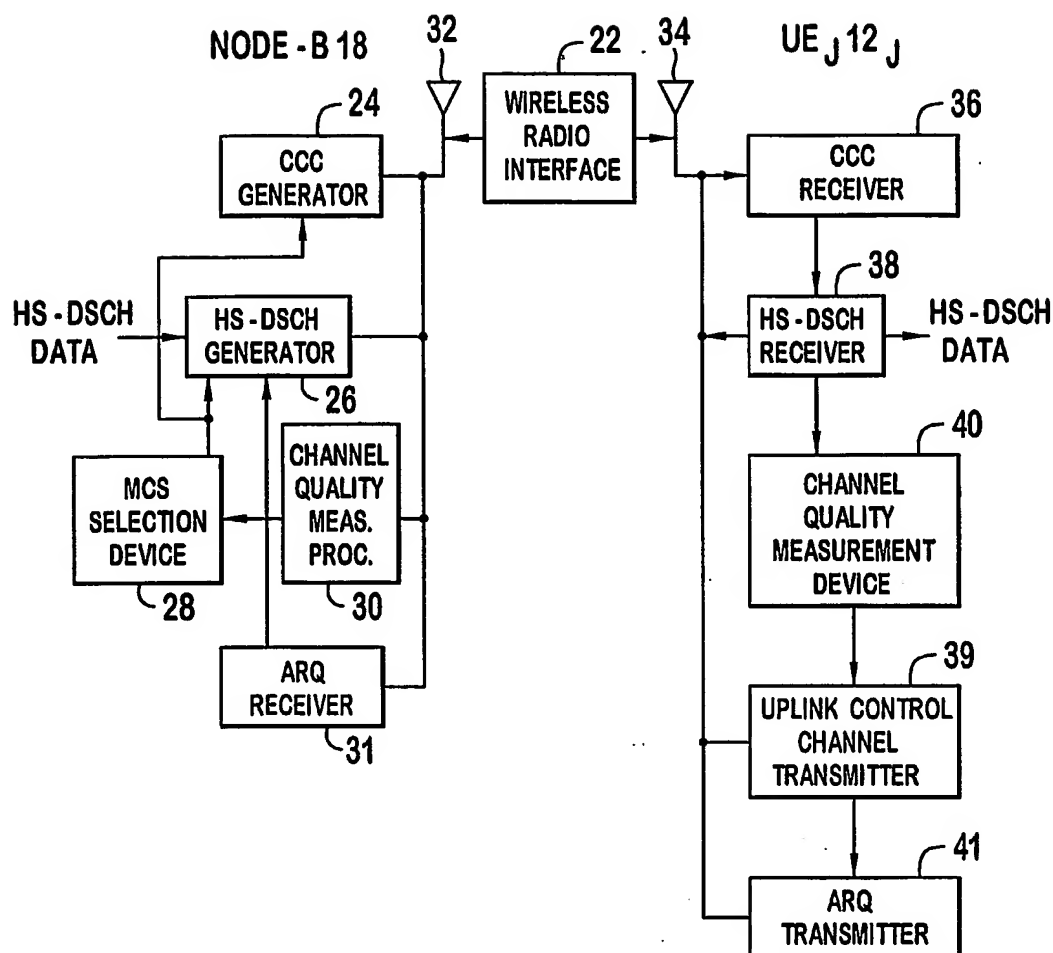 NODE-B 18
32
22
34
UE J 12 J
WIRELESS
RADIO
INTERFACE
24
CCC
GENERATOR
36
CCC
RECEIVER
HS-DSCH
DATA
HS-DSCH
GENERATOR
26
38
HS-DSCH
RECEIVER
HS-DSCH
DATA
MCS
SELECTION
DEVICE
28
CHANNEL
QUALITY
MEAS.
PROC.
30
40
CHANNEL
QUALITY
MEASUREMENT
DEVICE
ARQ
RECEIVER
31
39
UPLINK CONTROL
CHANNEL
TRANSMITTER
41
ARQ
TRANSMITTER